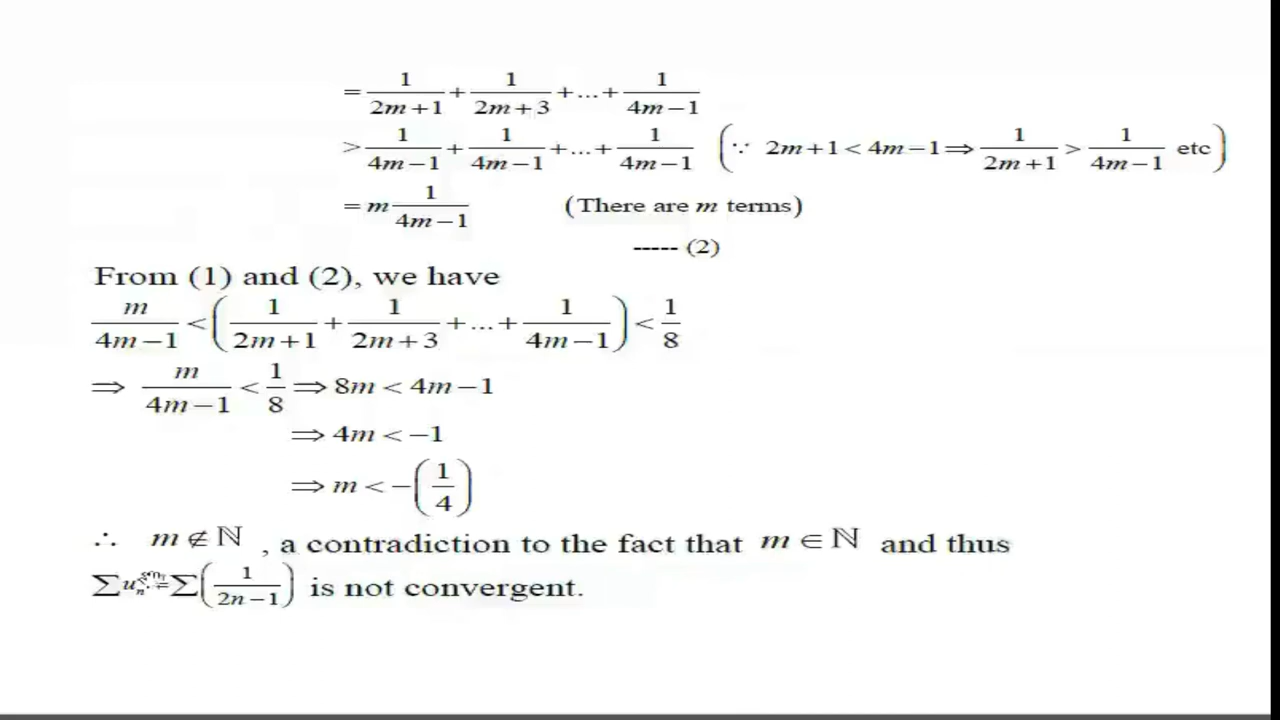 = 1/(2m+1) + 1/(2m+3) + ... + 1/(4m−1)
> 1/(4m−1) + 1/(4m−1) + ... + 1/(4m−1) (∵ 2m+1 < 4m−1 ⇒ 1/(2m+1) > 1/(4m−1) etc)
= m 1/(4m−1) (There are m terms)
----- (2)
From (1) and (2), we have
m/(4m−1) < (1/(2m+1) + 1/(2m+3) + ... + 1/(4m−1)) < 1/8
⇒ m/(4m−1) < 1/8 ⇒ 8m < 4m−1
⇒ 4m < −1
⇒ m < −(1/4)
∴ m ∉ ℕ , a contradiction to the fact that m ∈ ℕ and thus
∑ uₙ = ∑ (1/(2n−1)) is not convergent.